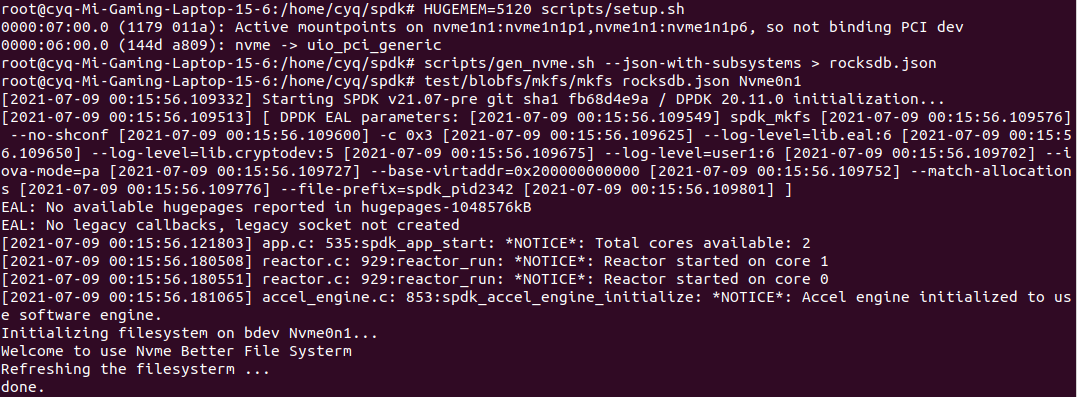 root@cyq-Mi-Gaming-Laptop-15-6:/home/cyq/spdk# HUGEMEM=5120 scripts/setup.sh
0000:07:00.0 (1179 011a): Active mountpoints on nvme1n1:nvme1n1p1,nvme1n1:nvme1n1p6, so not binding PCI dev
0000:06:00.0 (144d a809): nvme -> uio_pci_generic
root@cyq-Mi-Gaming-Laptop-15-6:/home/cyq/spdk# scripts/gen_nvme.sh --json-with-subsystems > rocksdb.json
root@cyq-Mi-Gaming-Laptop-15-6:/home/cyq/spdk# test/blobfs/mkfs/mkfs rocksdb.json Nvme0n1
[2021-07-09 00:15:56.109332] Starting SPDK v21.07-pre git sha1 fb68d4e9a / DPDK 20.11.0 initialization...
[2021-07-09 00:15:56.109513] [ DPDK EAL parameters: [2021-07-09 00:15:56.109549] spdk_mkfs [2021-07-09 00:15:56.109576]
 --no-shconf [2021-07-09 00:15:56.109600] -c 0x3 [2021-07-09 00:15:56.109625] --log-level=lib.eal:6 [2021-07-09 00:15:5
6.109650] --log-level=lib.cryptodev:5 [2021-07-09 00:15:56.109675] --log-level=user1:6 [2021-07-09 00:15:56.109702] --i
ova-mode=pa [2021-07-09 00:15:56.109727] --base-virtaddr=0x200000000000 [2021-07-09 00:15:56.109752] --match-allocation
s [2021-07-09 00:15:56.109776] --file-prefix=spdk_pid2342 [2021-07-09 00:15:56.109801] ]
EAL: No available hugepages reported in hugepages-1048576kB
EAL: No legacy callbacks, legacy socket not created
[2021-07-09 00:15:56.121803] app.c: 535:spdk_app_start: *NOTICE*: Total cores available: 2
[2021-07-09 00:15:56.180508] reactor.c: 929:reactor_run: *NOTICE*: Reactor started on core 1
[2021-07-09 00:15:56.180551] reactor.c: 929:reactor_run: *NOTICE*: Reactor started on core 0
[2021-07-09 00:15:56.181065] accel_engine.c: 853:spdk_accel_engine_initialize: *NOTICE*: Accel engine initialized to us
e software engine.
Initializing filesystem on bdev Nvme0n1...
Welcome to use Nvme Better File Systerm
Refreshing the filesysterm ...
done.